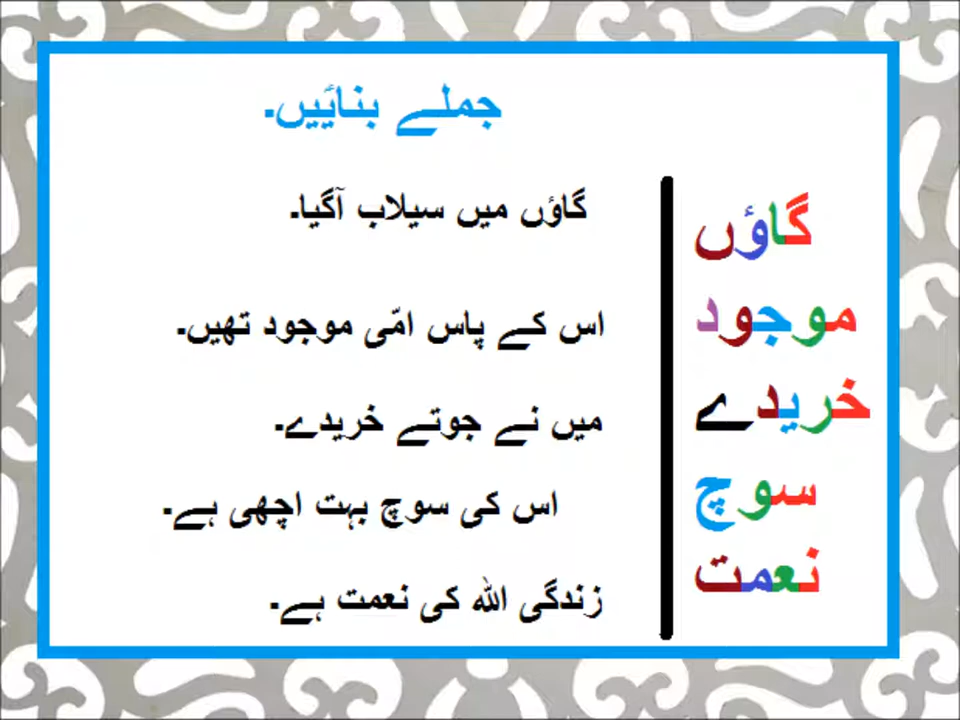 جملے بنائیں۔
گاؤں میں سیلاب آگیا۔
گاؤں
اس کے پاس امّی موجود تھیں۔
موجود
میں نے جوتے خریدے۔
خریدے
اس کی سوچ بہت اچھی ہے۔
سوچ
زندگی اللہ کی نعمت ہے۔
نعمت